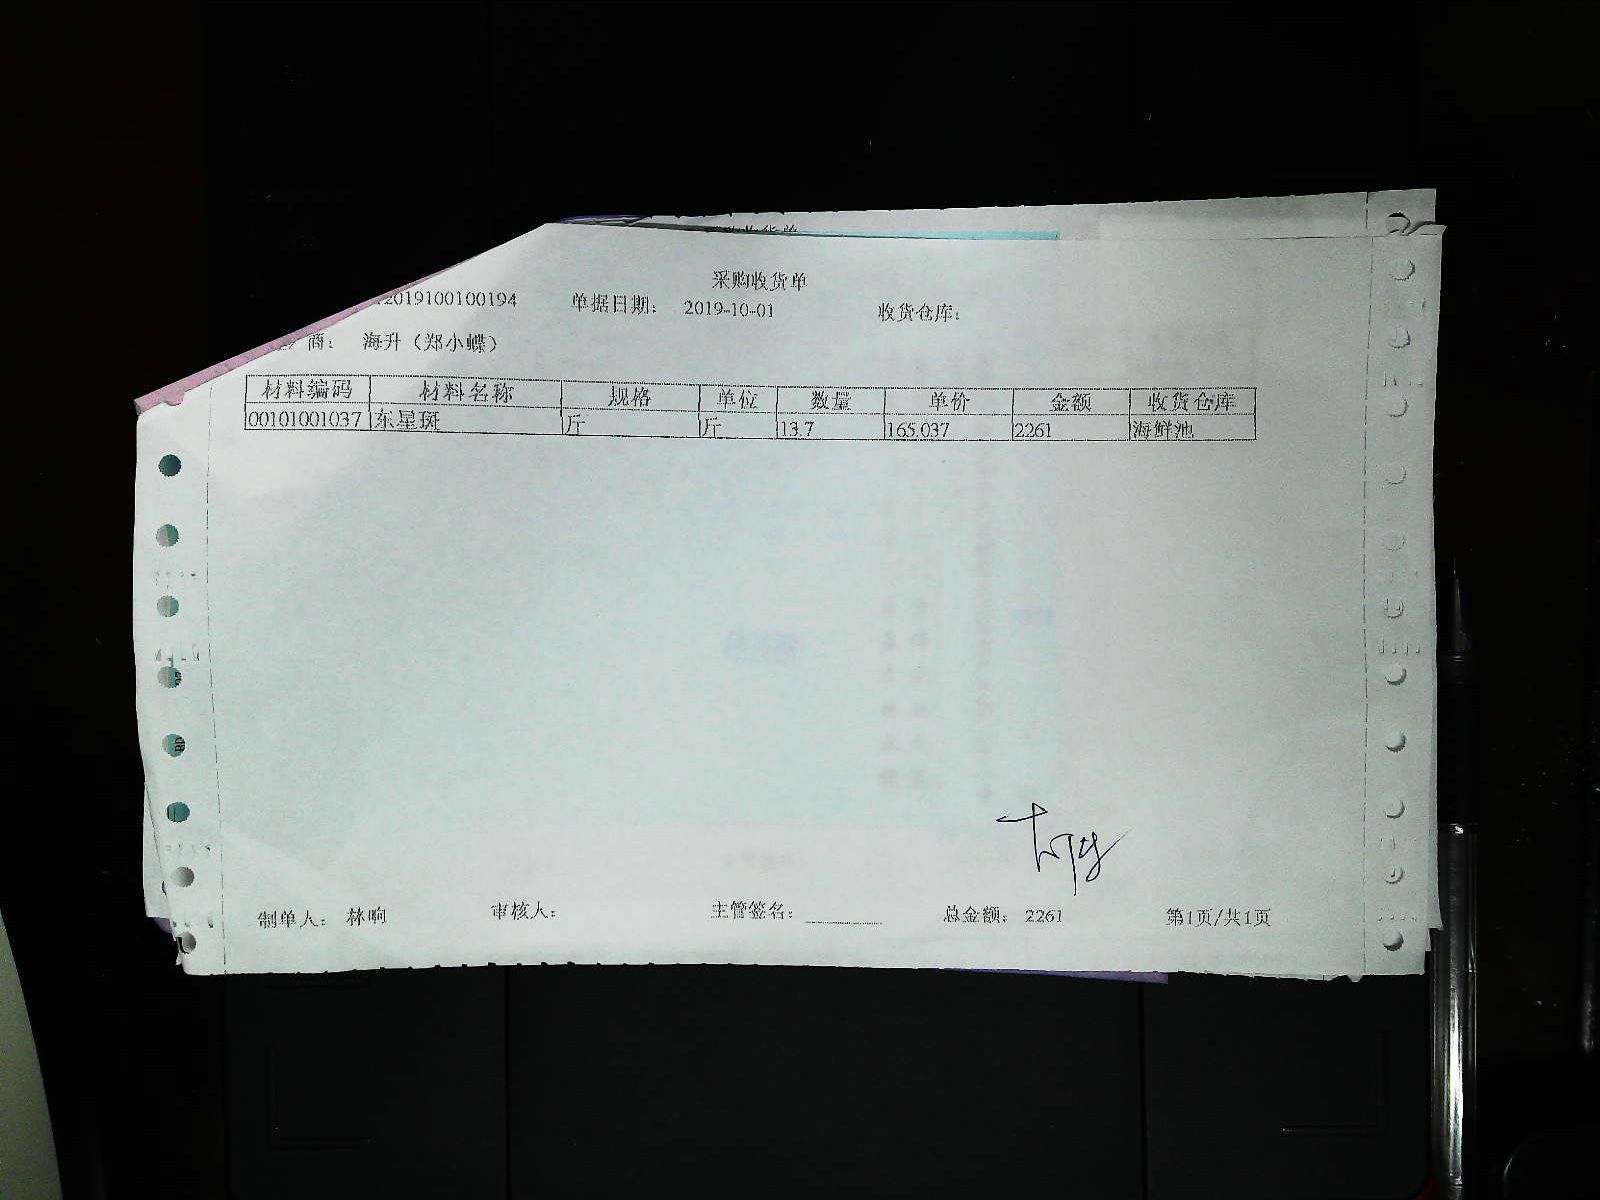 采购收货单
2019100100194 单据日期: 2019-10-01 收货仓库:
商: 海升(郑小蝶)
材料编码 材料名称 规格 单位 数量 单价 金额 收货仓库
00101001037 东星斑 斤 斤 13.7 165.037 2261 海鲜池
制单人: 林响 审核人: 主管签名: 总金额: 2261 第1页/共1页